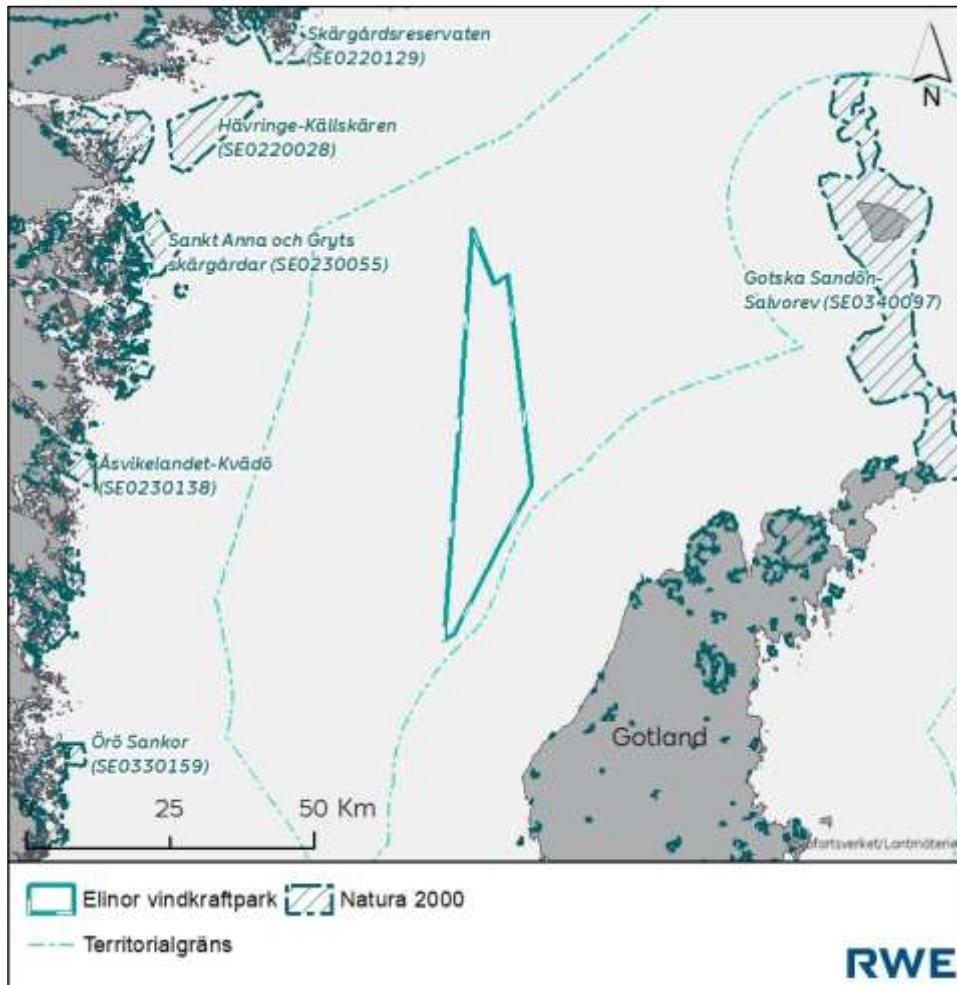 Skärgårdsreservaten
(SE0220129)
N
Hävringe-Källskären
(SE0220028)
Sankt Anna och Gryts
skärgårdar (SE0230055)
Gotska Sandön-
Salvorev (SE0340097)
Åsvikelandet-Kvädö
(SE0230138)
Gotland
Örö Sankor
(SE0330159)
25
50 Km
Elinor vindkraftpark
Natura 2000
Territorialgräns
RWE